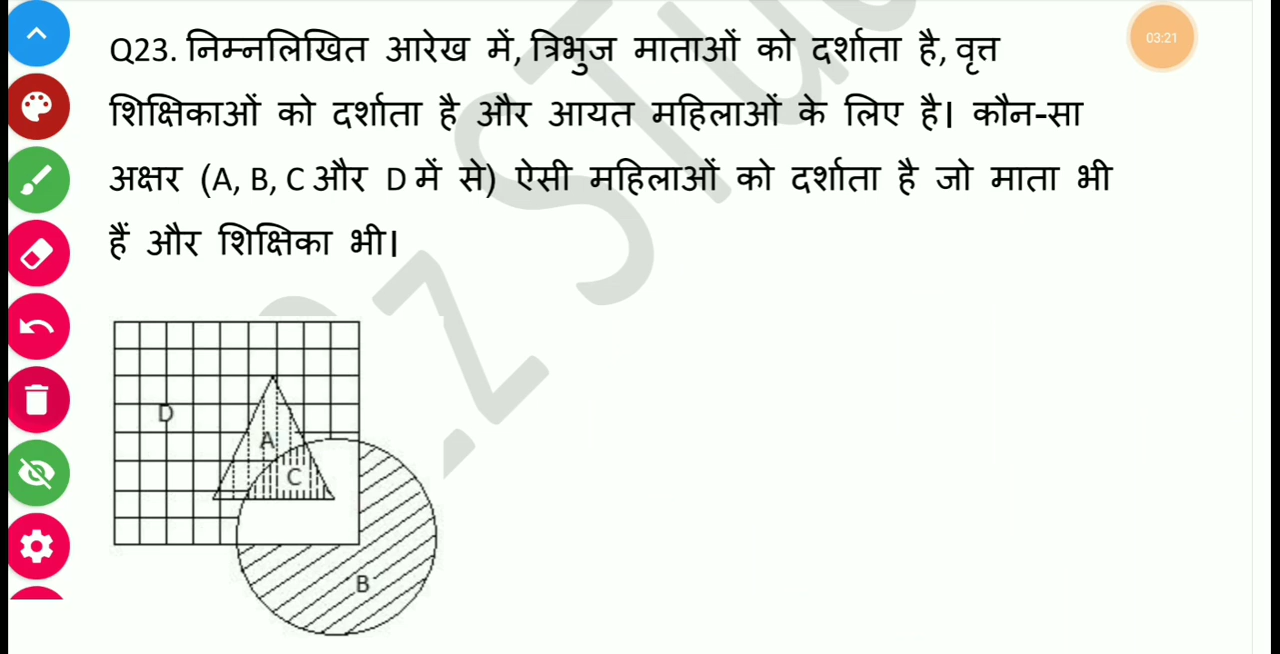 Q23. निम्नलिखित आरेख में, त्रिभुज माताओं को दर्शाता है, वृत्त
03:21
शिक्षिकाओं को दर्शाता है और आयत महिलाओं के लिए है। कौन-सा
अक्षर (A, B, C और D में से) ऐसी महिलाओं को दर्शाता है जो माता भी
हैं और शिक्षिका भी।
D
A
C
B